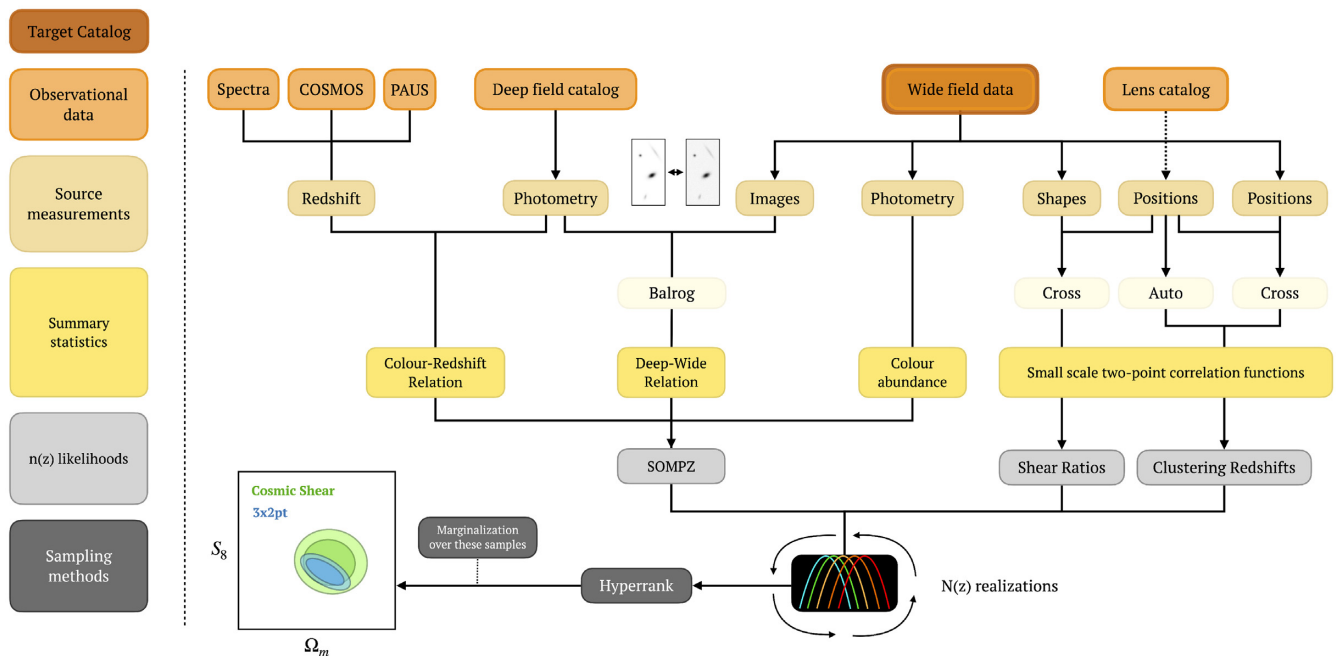 Target Catalog
Observational
data
Source
measurements
Summary
statistics
n(z) likelihoods
Sampling
methods
Spectra
COSMOS
PAUS
Deep field catalog
Wide field data
Lens catalog
Redshift
Photometry
Images
Photometry
Shapes
Positions
Positions
Balrog
Cross
Auto
Cross
Colour-Redshift
Relation
Deep-Wide
Relation
Colour
abundance
Small scale two-point correlation functions
SOMPZ
Shear Ratios
Clustering Redshifts
Cosmic Shear
3x2pt
S₈
Ωₘ
Marginalization
over these samples
Hyperrank
N(z) realizations